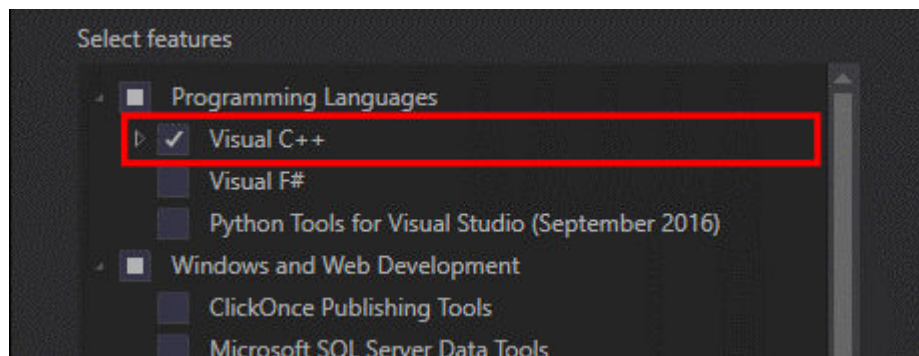 Select features
Programming Languages
Visual C++
Visual F#
Python Tools for Visual Studio (September 2016)
Windows and Web Development
ClickOnce Publishing Tools
Microsoft SQL Server Data Tools